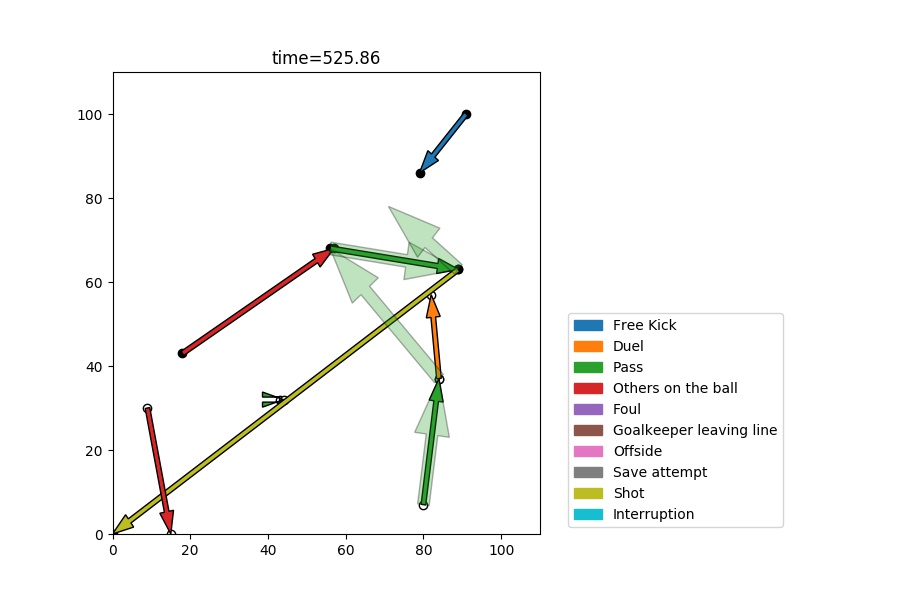 time=525.86
100
80
60
40
20
0
0 20 40 60 80 100
Free Kick
Duel
Pass
Others on the ball
Foul
Goalkeeper leaving line
Offside
Save attempt
Shot
Interruption